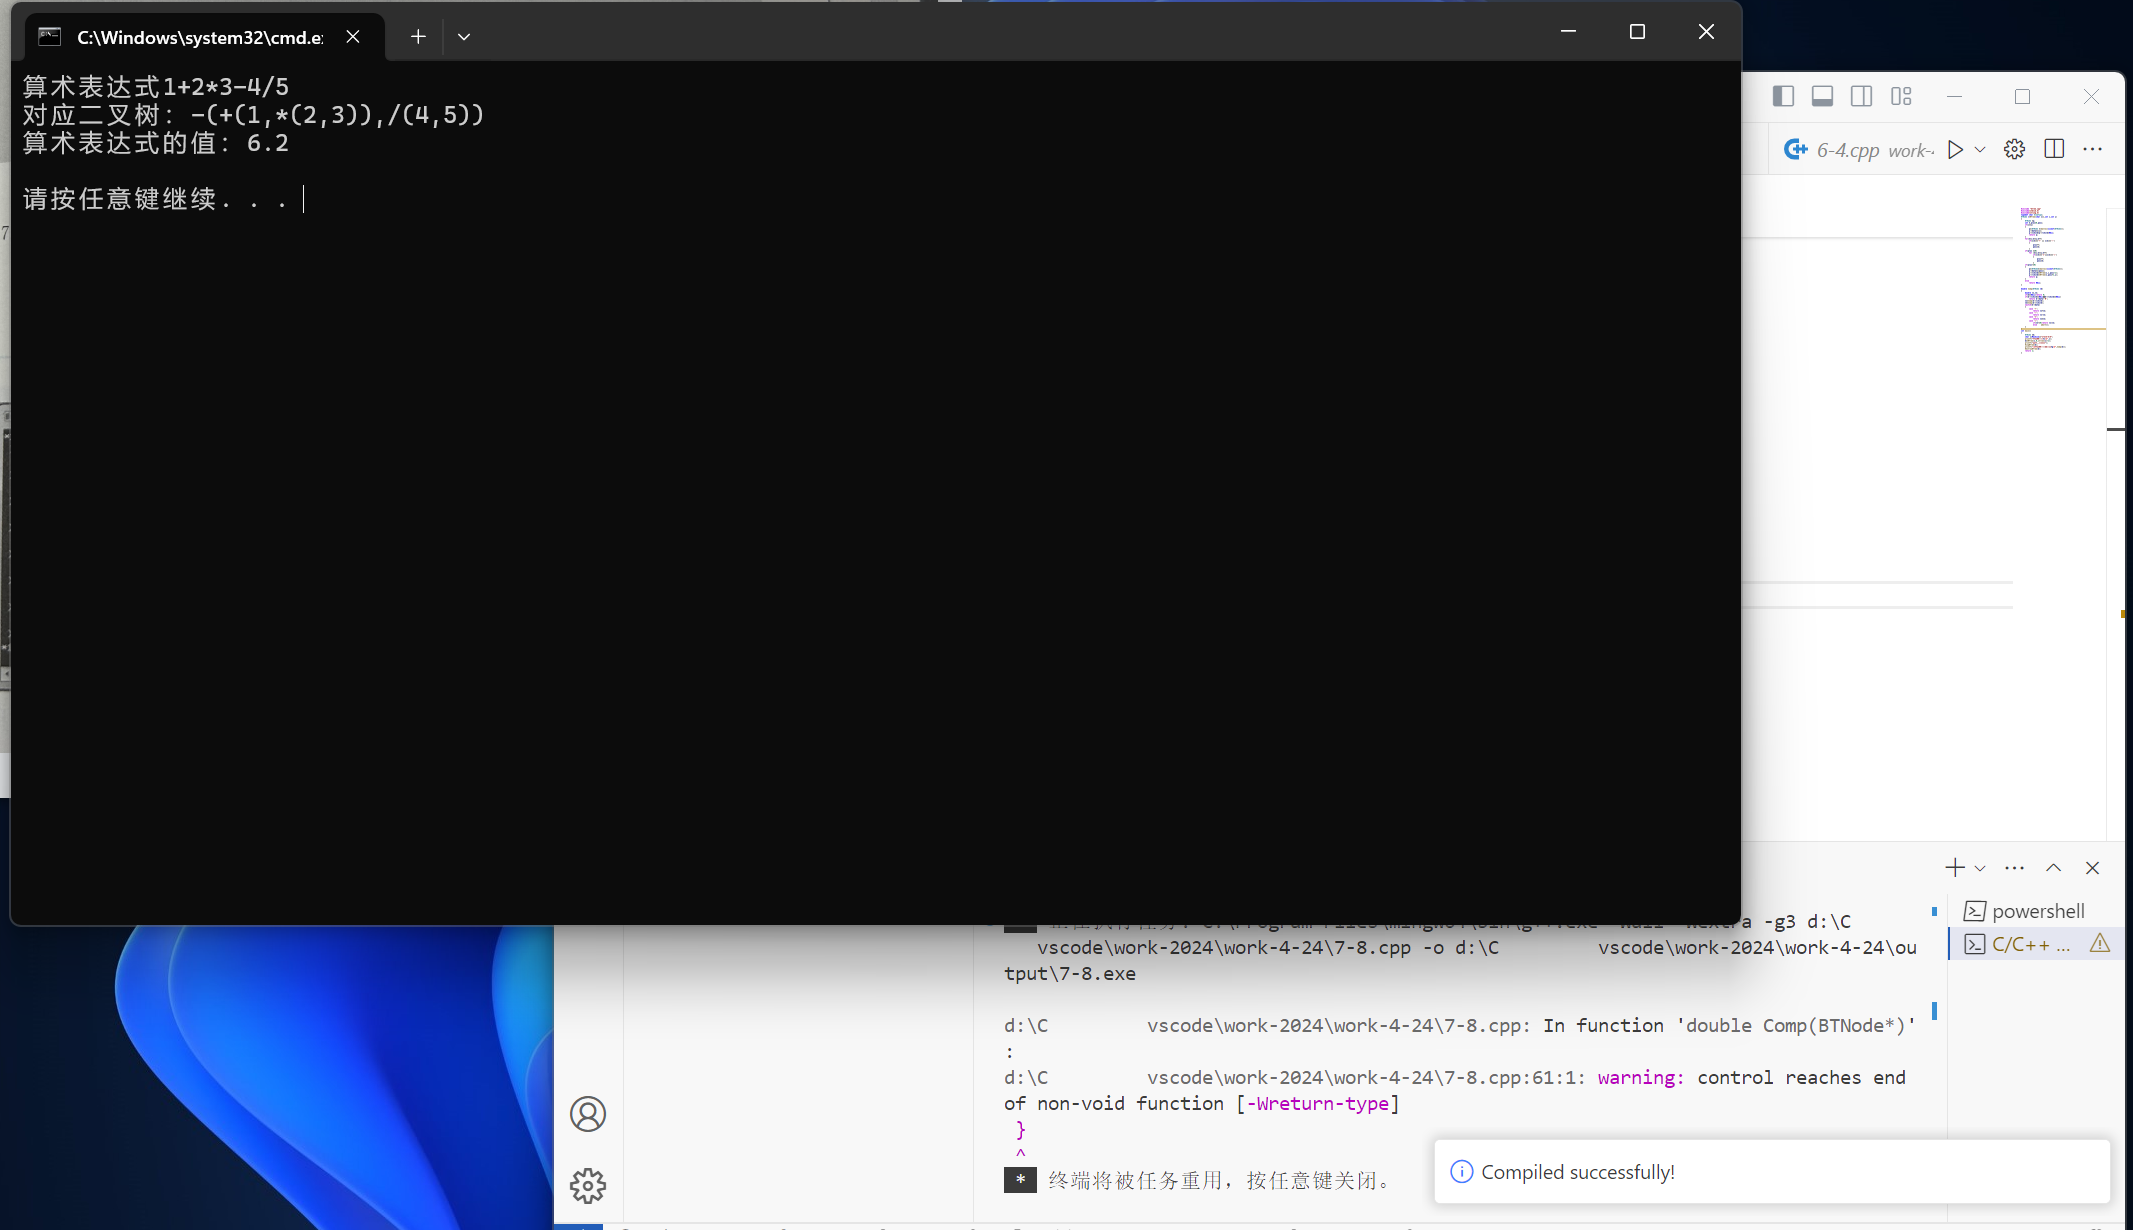 C:\Windows\system32\cmd.e
算术表达式1+2*3-4/5
对应二叉树：-(+(1,*(2,3)),/(4,5))
算术表达式的值：6.2
请按任意键继续. . .
6-4.cpp work-
powershell
C/C++ ...
-g3 d:\C
vscode\work-2024\work-4-24\7-8.cpp -o d:\C vscode\work-2024\work-4-24\ou
tput\7-8.exe
d:\C vscode\work-2024\work-4-24\7-8.cpp: In function 'double Comp(BTNode*)'
:
d:\C vscode\work-2024\work-4-24\7-8.cpp:61:1: warning: control reaches end
of non-void function [-Wreturn-type]
}
^
* 终端将被任务重用，按任意键关闭。
Compiled successfully!